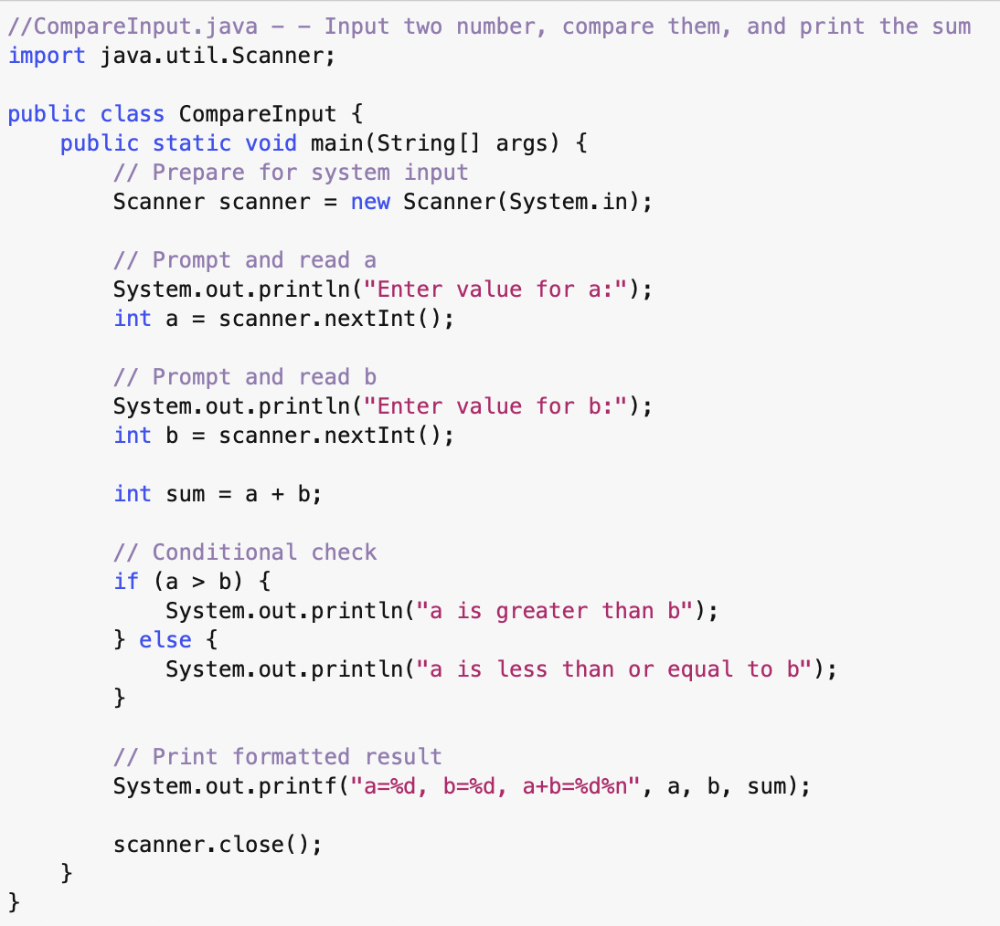 //CompareInput.java – – Input two number, compare them, and print the sum
import java.util.Scanner;

public class CompareInput {
    public static void main(String[] args) {
        // Prepare for system input
        Scanner scanner = new Scanner(System.in);

        // Prompt and read a
        System.out.println("Enter value for a:");
        int a = scanner.nextInt();

        // Prompt and read b
        System.out.println("Enter value for b:");
        int b = scanner.nextInt();

        int sum = a + b;

        // Conditional check
        if (a > b) {
            System.out.println("a is greater than b");
        } else {
            System.out.println("a is less than or equal to b");
        }

        // Print formatted result
        System.out.printf("a=%d, b=%d, a+b=%d%n", a, b, sum);

        scanner.close();
    }
}